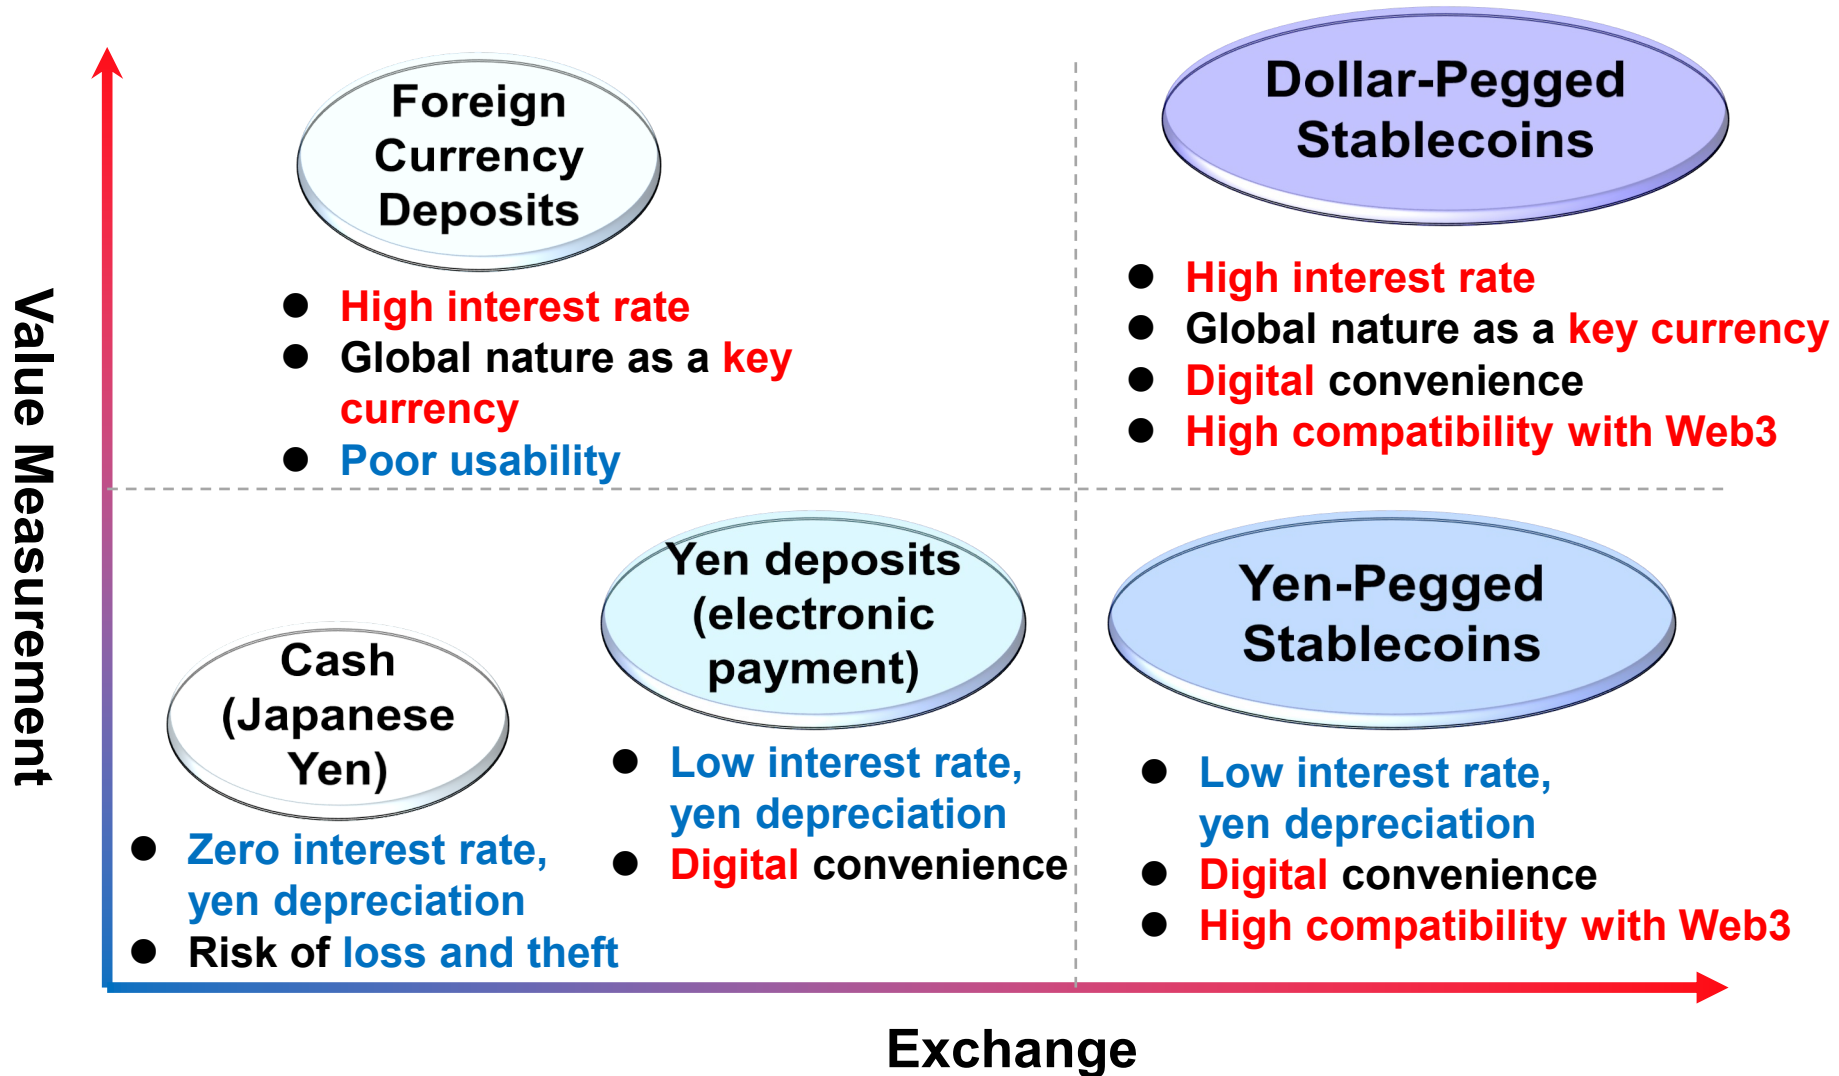 Value Measurement
Foreign
Currency
Deposits
● High interest rate
● Global nature as a key
currency
● Poor usability
Dollar-Pegged
Stablecoins
● High interest rate
● Global nature as a key currency
● Digital convenience
● High compatibility with Web3
Cash
(Japanese
Yen)
● Zero interest rate,
yen depreciation
● Risk of loss and theft
Yen deposits
(electronic
payment)
● Low interest rate,
yen depreciation
● Digital convenience
Yen-Pegged
Stablecoins
● Low interest rate,
yen depreciation
● Digital convenience
● High compatibility with Web3
Exchange